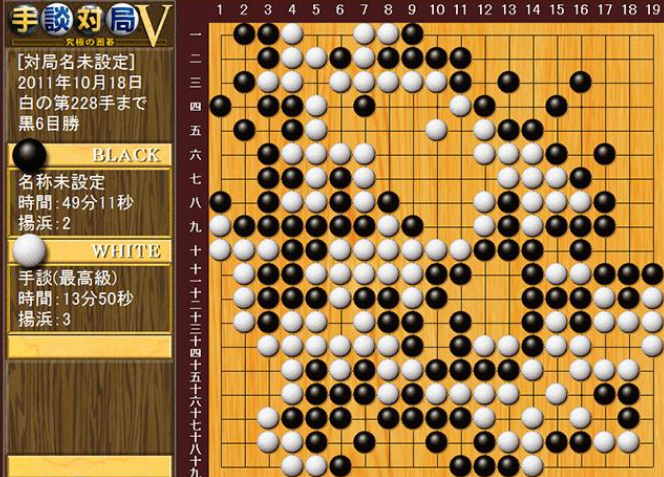 手談対局V
究極の囲碁
[対局名未設定]
2011年10月18日
白の第228手まで
黒6目勝
BLACK
名称未設定
時間:49分11秒
揚浜:2
WHITE
手談(最高級)
時間:13分50秒
揚浜:3
1 2 3 4 5 6 7 8 9 10 11 12 13 14 15 16 17 18 19
一
二
三
四
五
六
七
八
九
十
十一
十二
十三
十四
十五
十六
十七
十八
十九